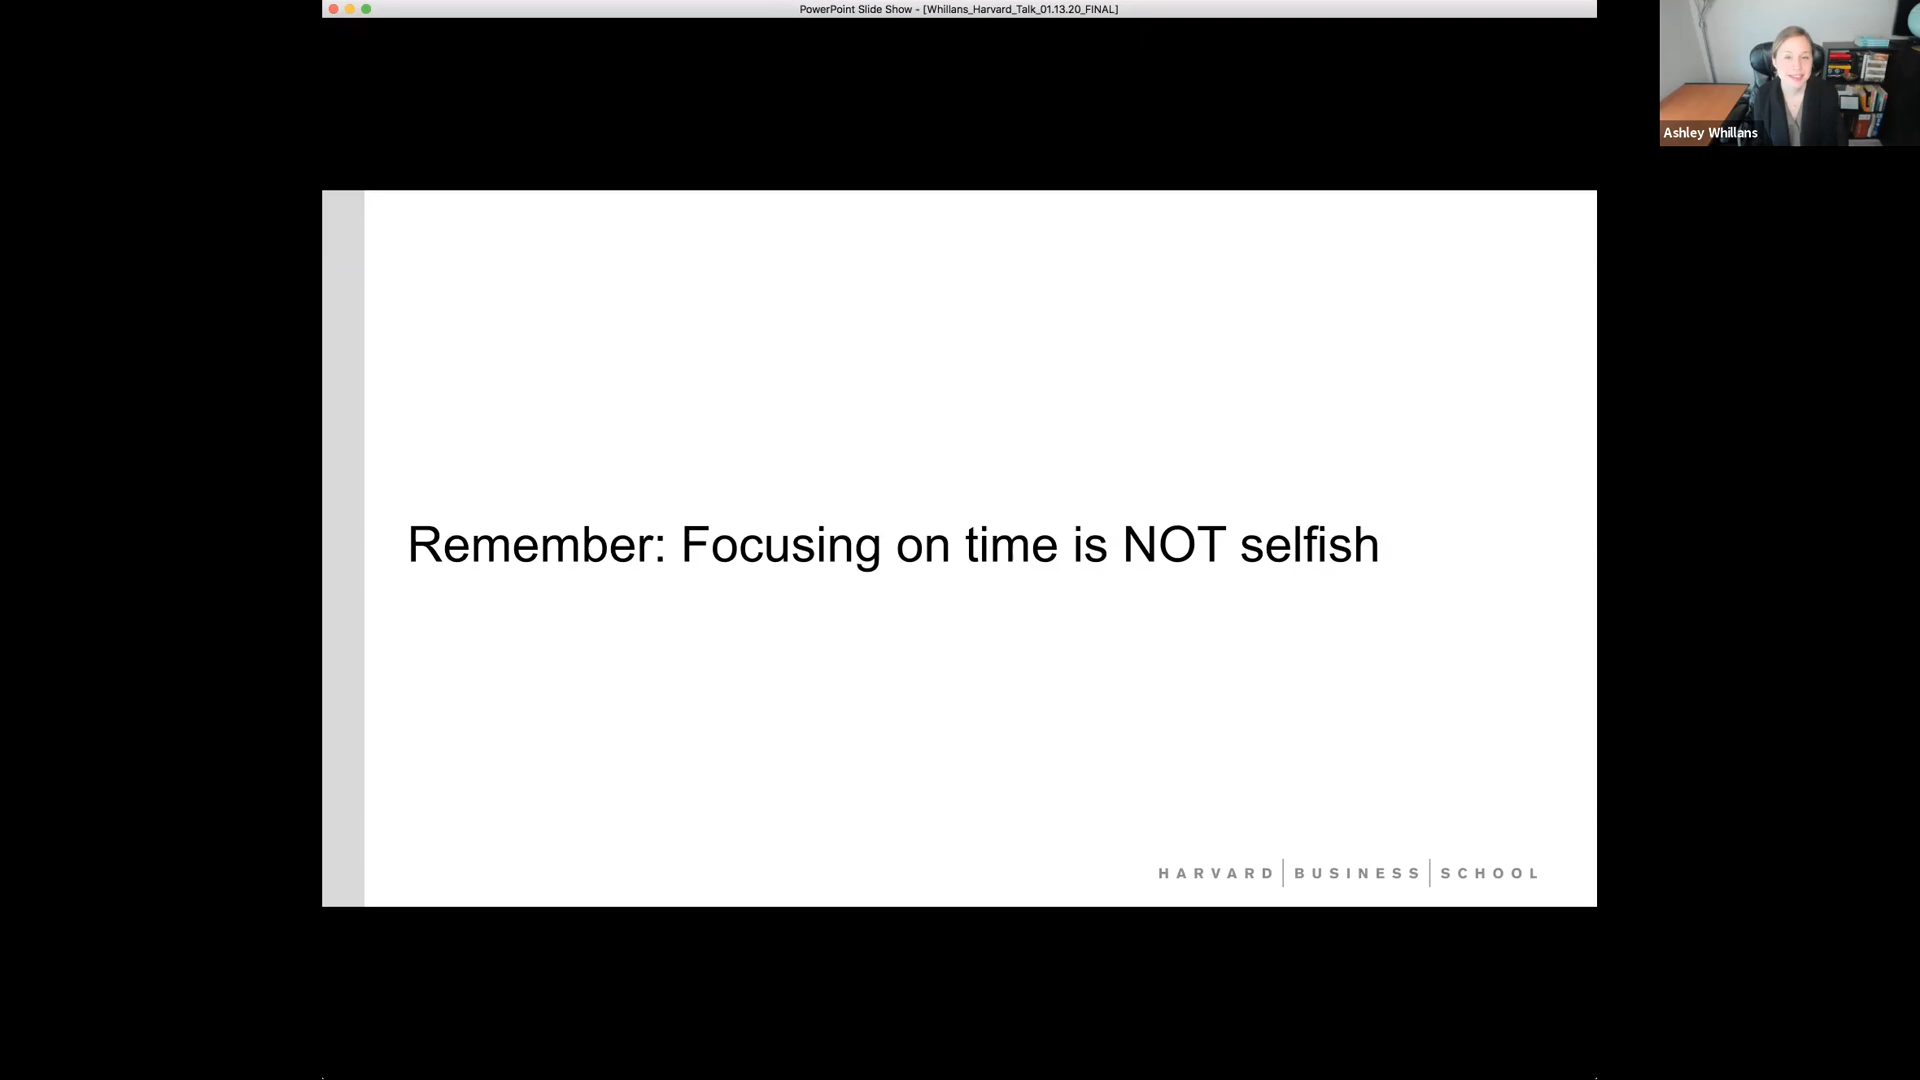 PowerPoint Slide Show - [Whillans_Harvard_Talk_01.13.20_FINAL]
Ashley Whillans
Remember: Focusing on time is NOT selfish
HARVARD | BUSINESS | SCHOOL